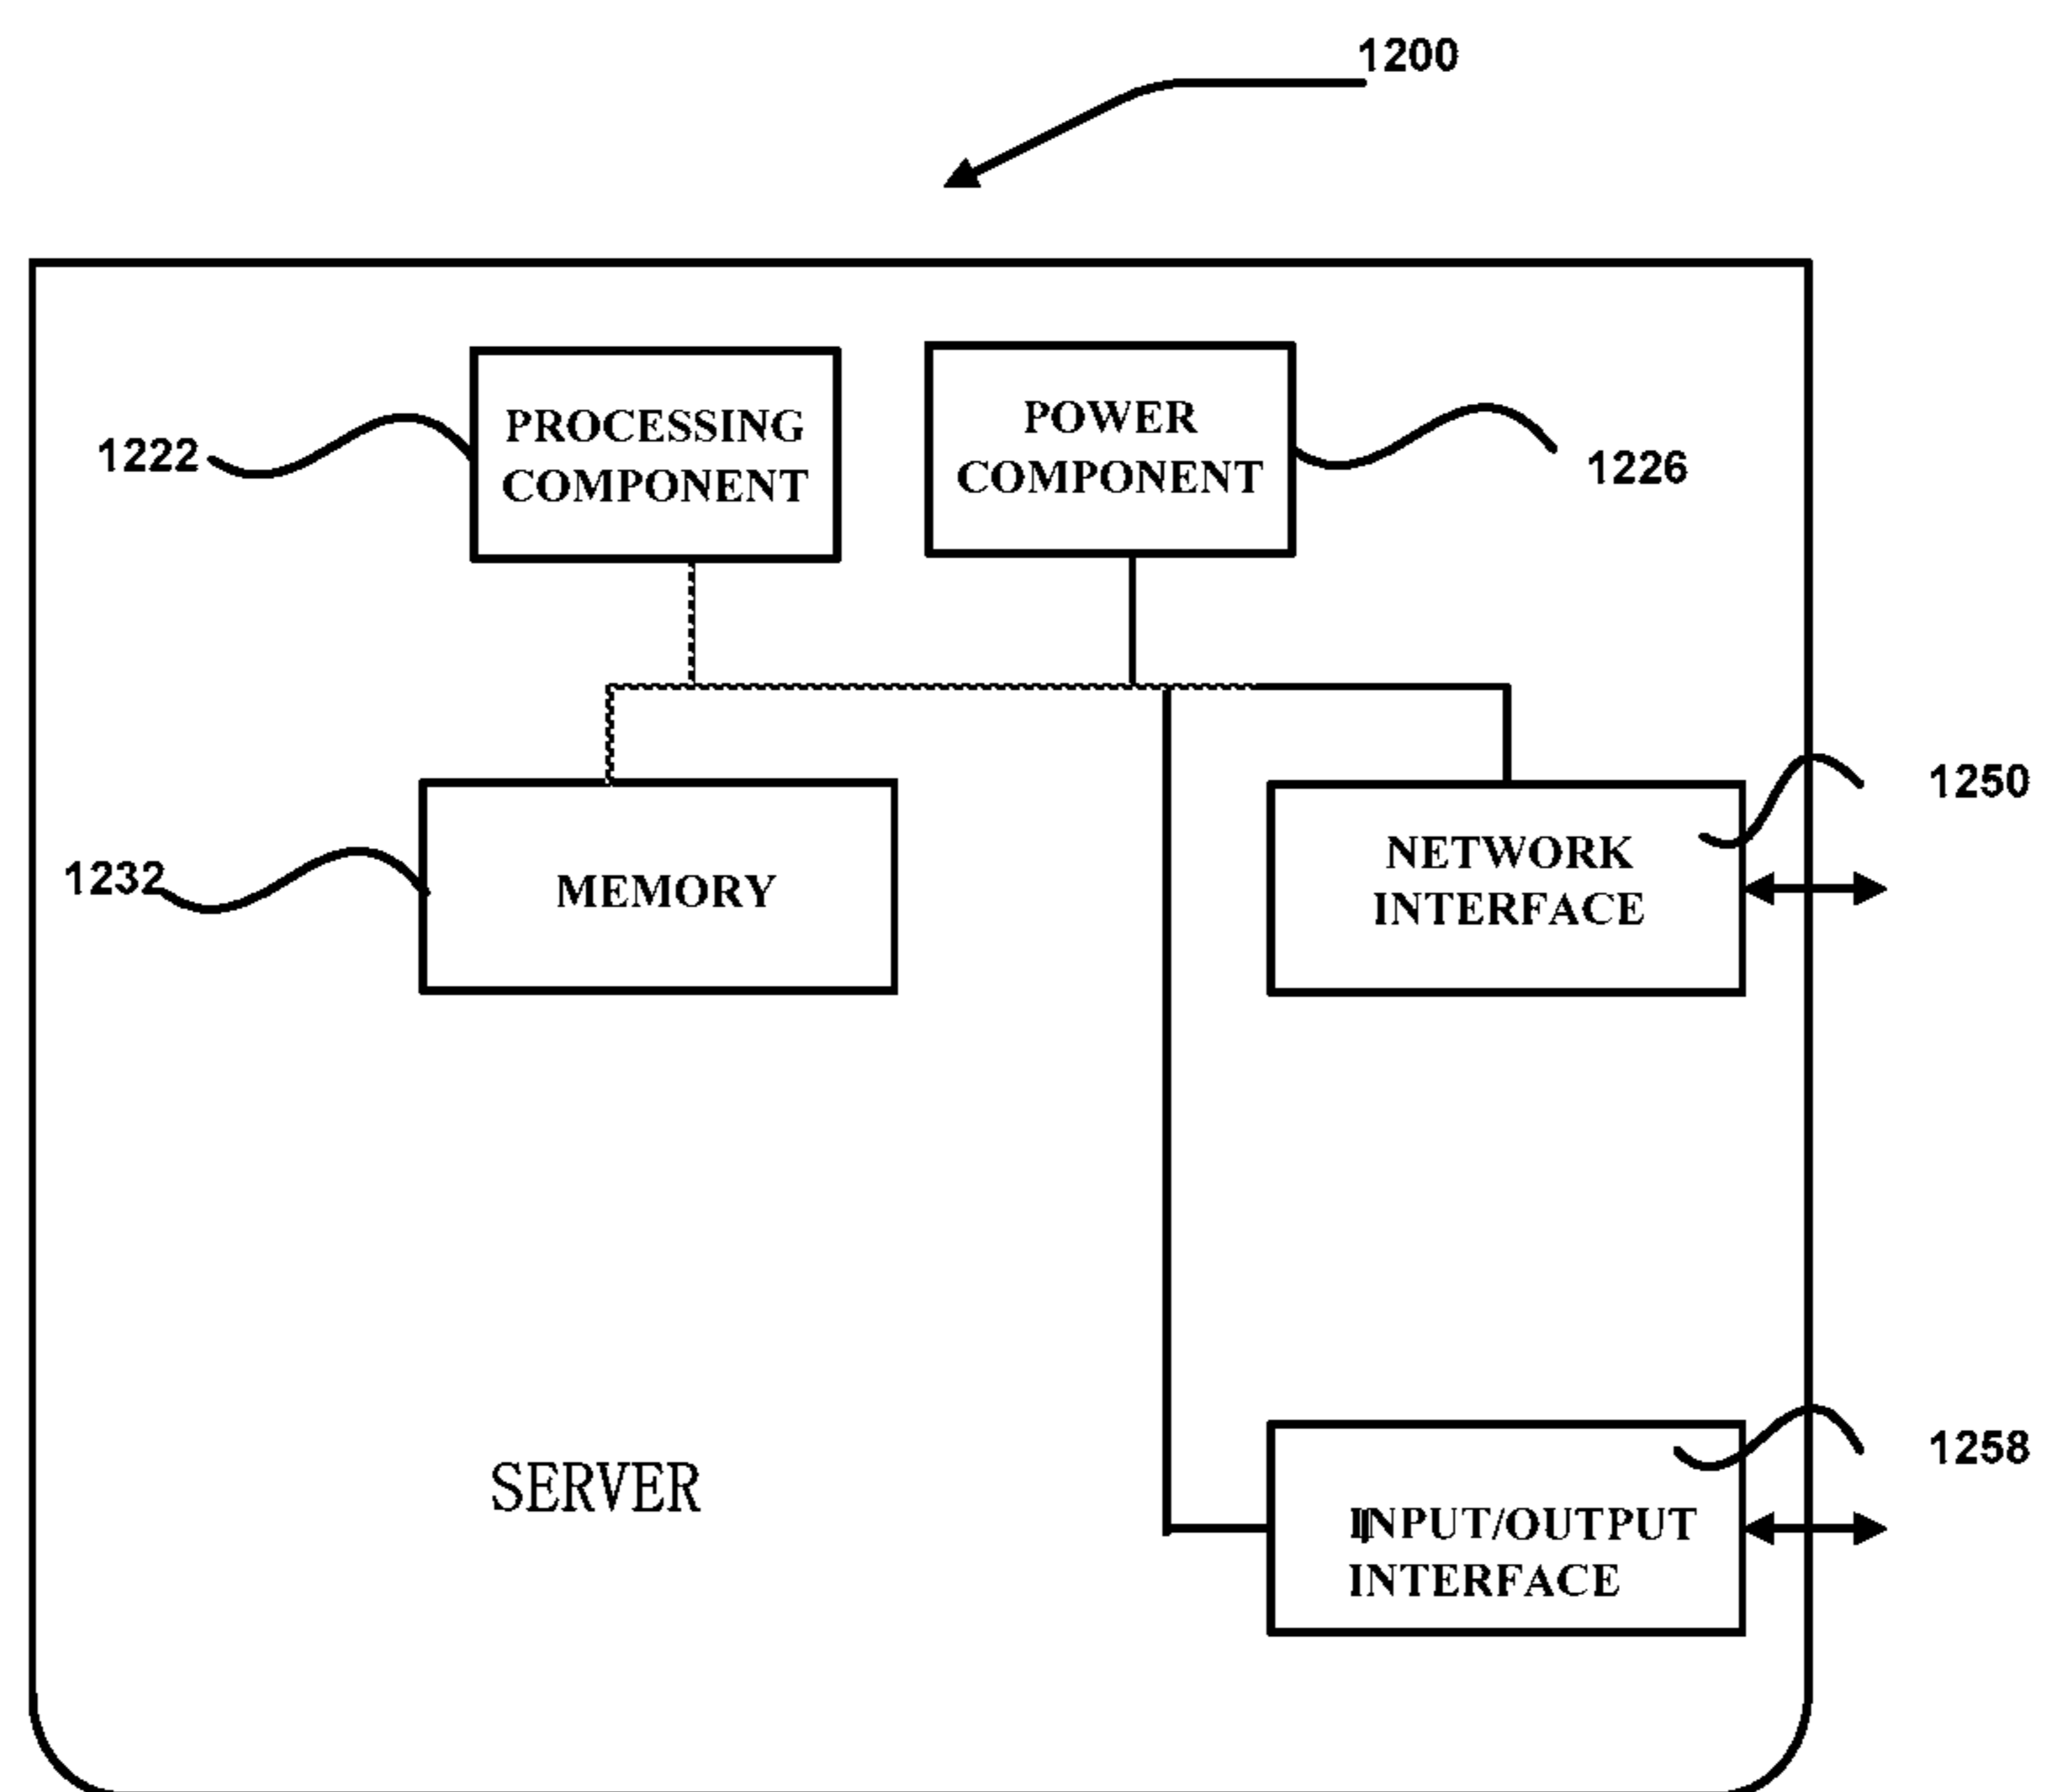 1200
PROCESSING
COMPONENT
POWER
COMPONENT
1222
1226
1250
1232
MEMORY
NETWORK
INTERFACE
1258
SERVER
INPUT/OUTPUT
INTERFACE